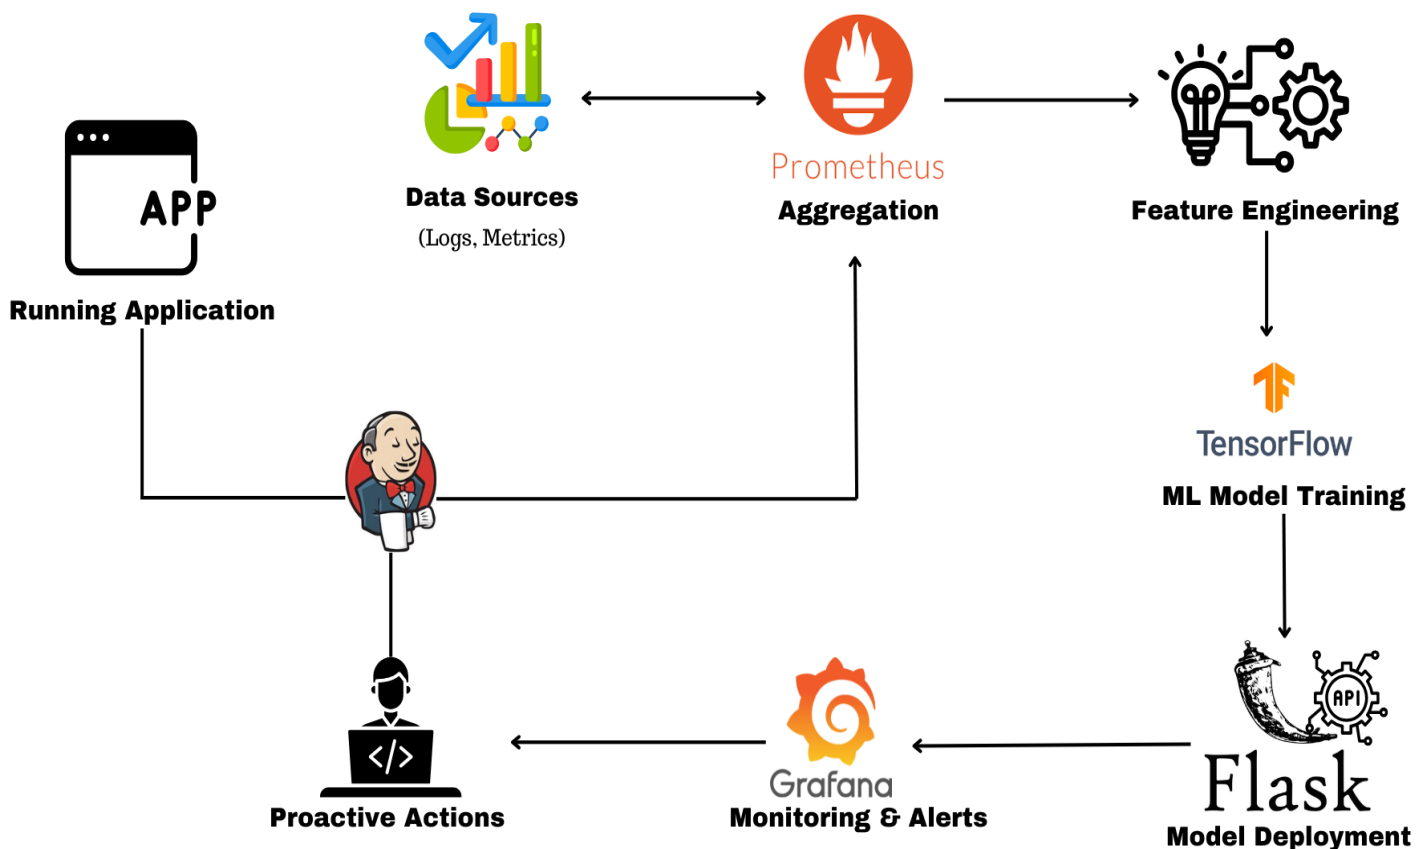 APP
Running Application
Data Sources
(Logs, Metrics)
Prometheus
Aggregation
Feature Engineering
TensorFlow
ML Model Training
API
Flask
Model Deployment
Grafana
Monitoring & Alerts
</>
Proactive Actions